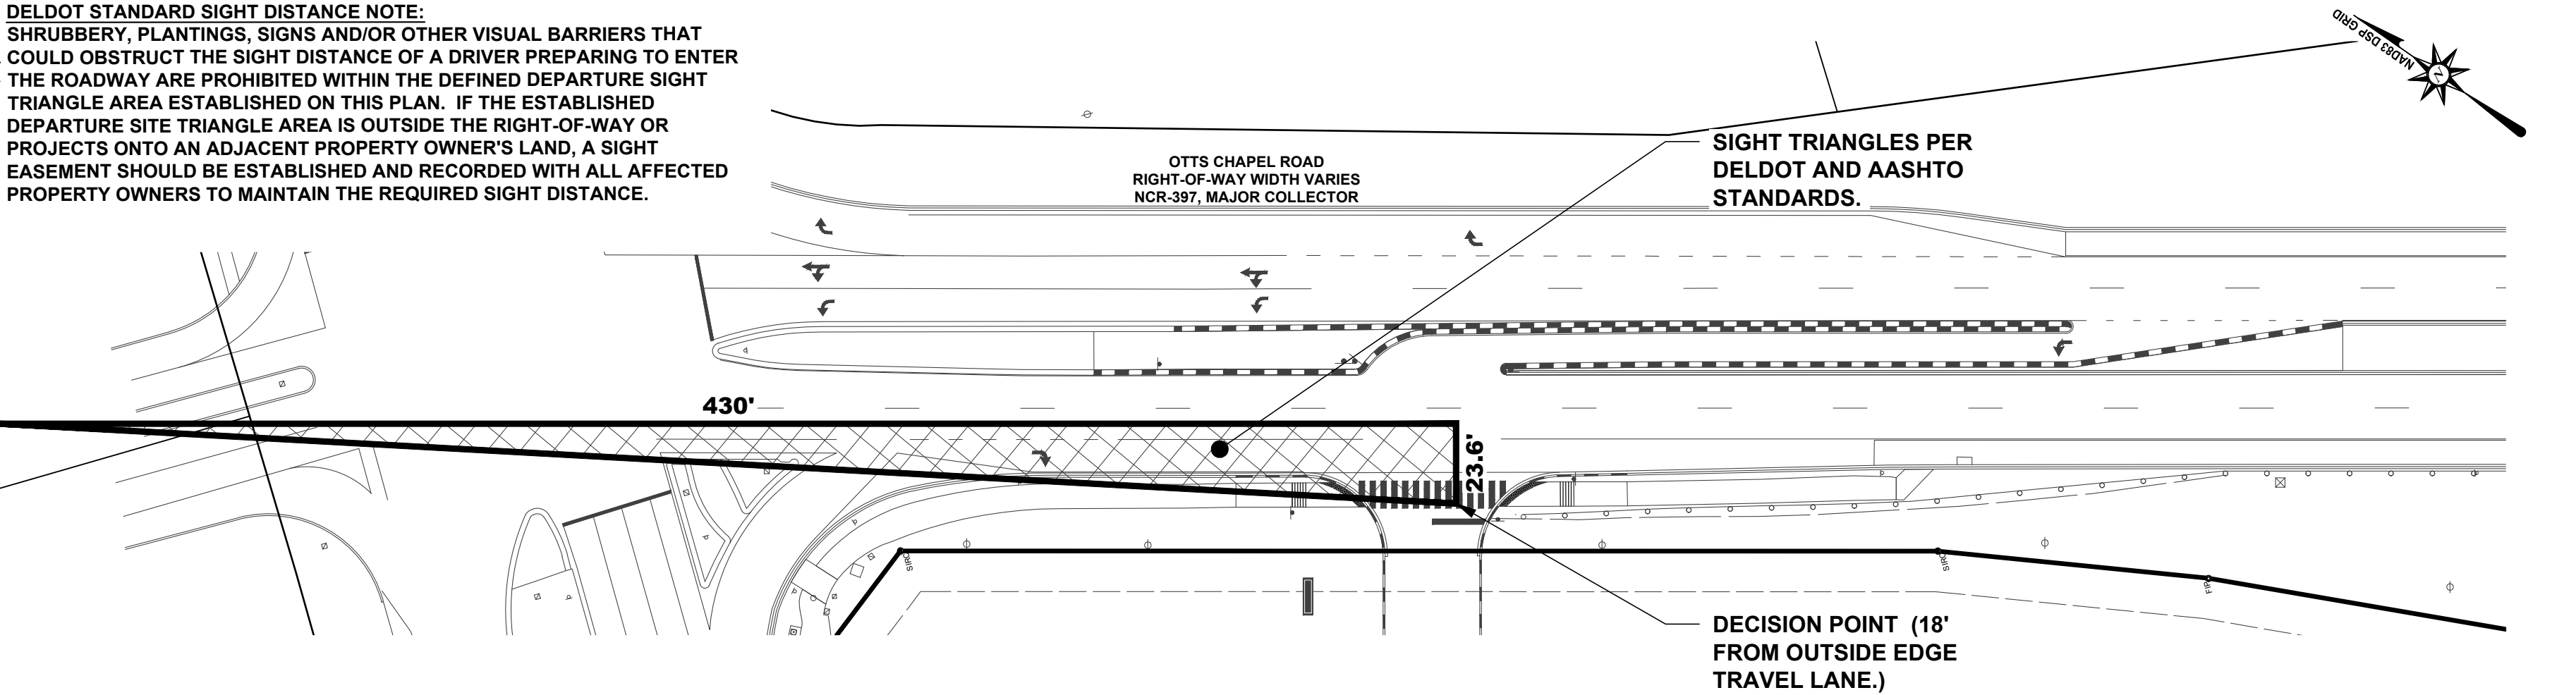 DELDOT STANDARD SIGHT DISTANCE NOTE:
SHRUBBERY, PLANTINGS, SIGNS AND/OR OTHER VISUAL BARRIERS THAT
COULD OBSTRUCT THE SIGHT DISTANCE OF A DRIVER PREPARING TO ENTER
THE ROADWAY ARE PROHIBITED WITHIN THE DEFINED DEPARTURE SIGHT
TRIANGLE AREA ESTABLISHED ON THIS PLAN. IF THE ESTABLISHED
DEPARTURE SITE TRIANGLE AREA IS OUTSIDE THE RIGHT-OF-WAY OR
PROJECTS ONTO AN ADJACENT PROPERTY OWNER'S LAND, A SIGHT
EASEMENT SHOULD BE ESTABLISHED AND RECORDED WITH ALL AFFECTED
PROPERTY OWNERS TO MAINTAIN THE REQUIRED SIGHT DISTANCE.
NAD83 DSP GRID
N
OTTS CHAPEL ROAD
RIGHT-OF-WAY WIDTH VARIES
NCR-397, MAJOR COLLECTOR
SIGHT TRIANGLES PER
DELDOT AND AASHTO
STANDARDS.
430'
23.6'
SIRC
SIRC
FIP
DECISION POINT (18'
FROM OUTSIDE EDGE
TRAVEL LANE.)